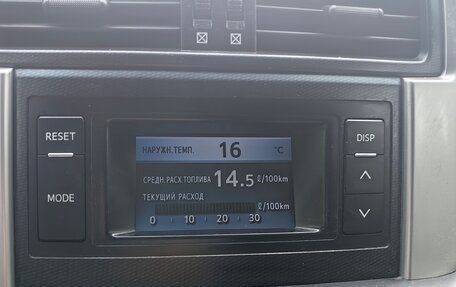 RESET
MODE
НАРУЖН.ТЕМП. 16 °C
СРЕДН.РАСХ.ТОПЛИВА 14.5 ℓ/100km
ТЕКУЩИЙ РАСХОД ℓ/100km
0 10 20 30
DISP